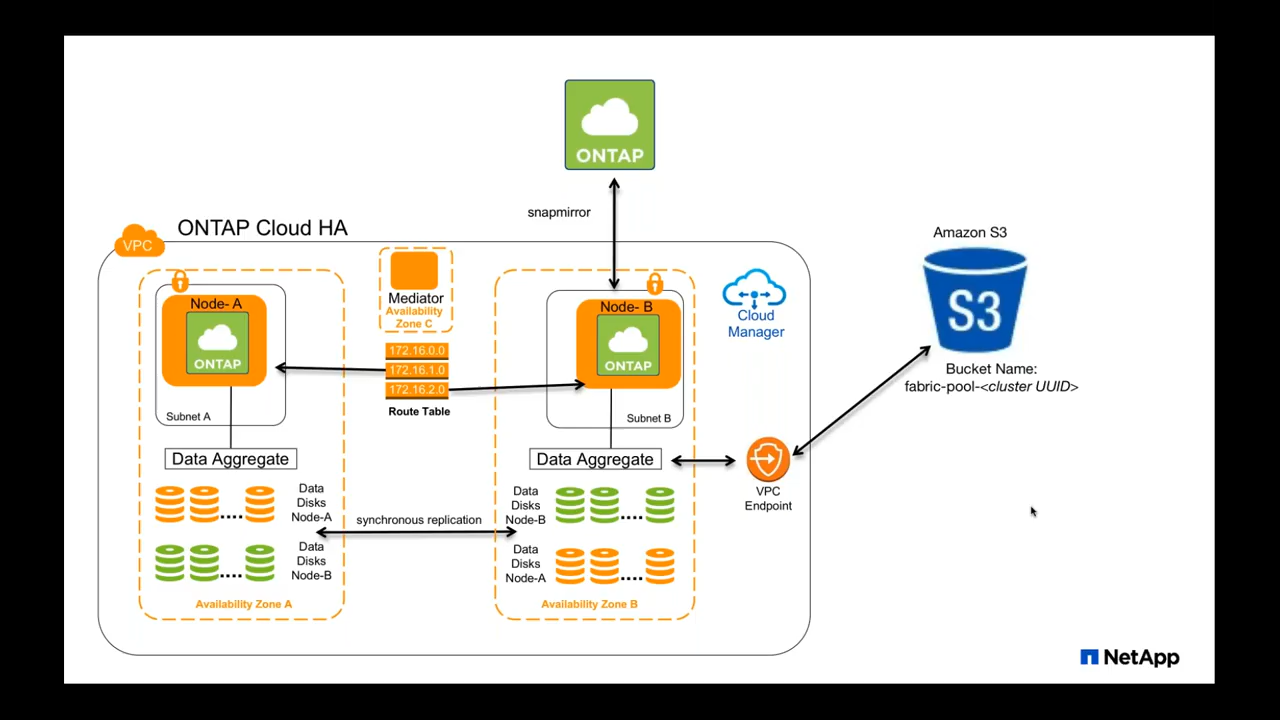 ONTAP
snapmirror
ONTAP Cloud HA
VPC
Node- A
ONTAP
Subnet A
Data Aggregate
Data
Disks
Node-A
Data
Disks
Node-B
Availability Zone A
Mediator
Availability
Zone C
172.16.0.0
172.16.1.0
172.16.2.0
Route Table
synchronous replication
Node- B
ONTAP
Subnet B
Data Aggregate
Data
Disks
Node-B
Data
Disks
Node-A
Availability Zone B
Cloud
Manager
VPC
Endpoint
Amazon S3
S3
Bucket Name:
fabric-pool-<cluster UUID>
NetApp